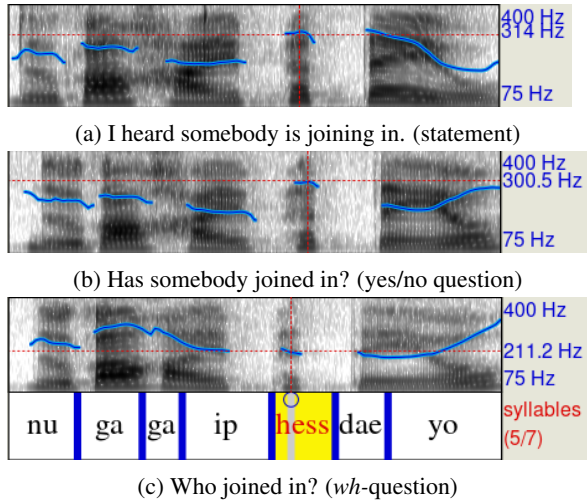 400 Hz
314 Hz
75 Hz
(a) I heard somebody is joining in. (statement)
400 Hz
300.5 Hz
75 Hz
(b) Has somebody joined in? (yes/no question)
400 Hz
211.2 Hz
75 Hz
nu ga ga ip hess dae yo syllables
(5/7)
(c) Who joined in? (wh-question)